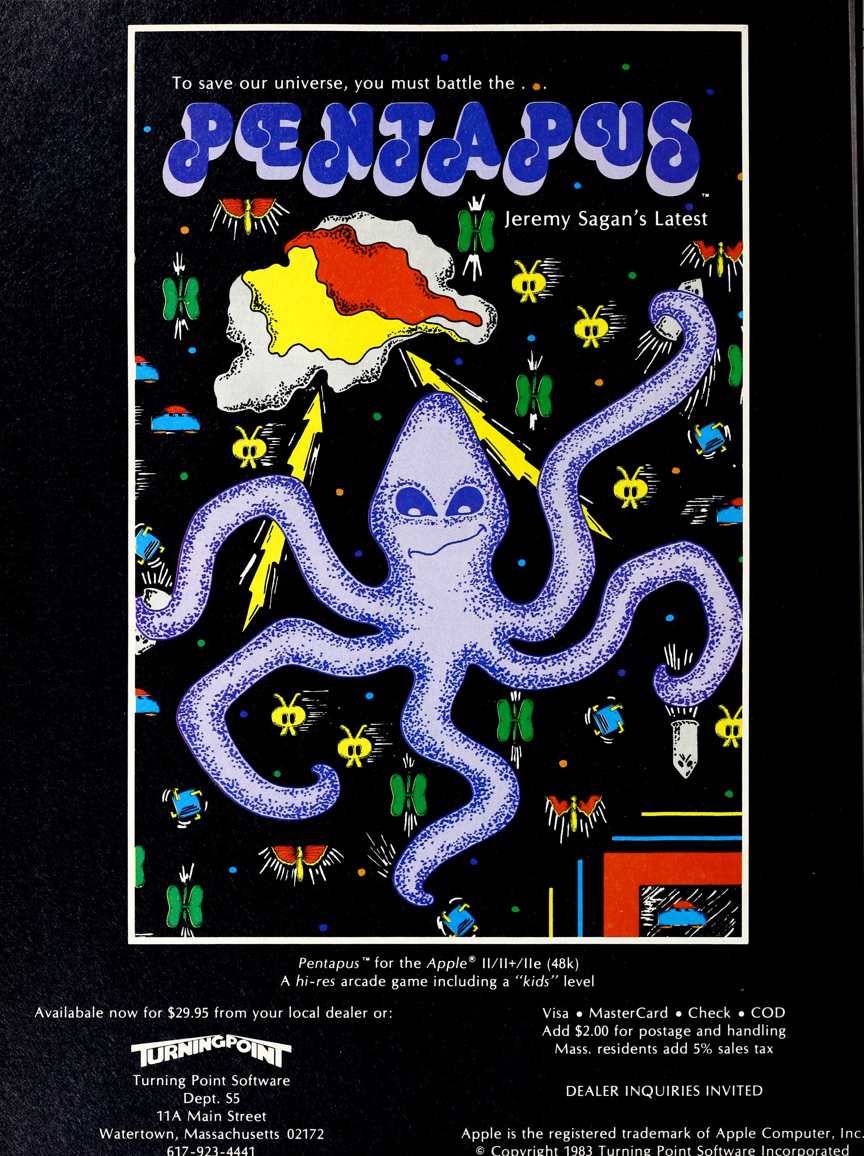 To save our universe, you must battle the . . .
PENTAPUS™
Jeremy Sagan's Latest
Pentapus™ for the Apple® II/II+/IIe (48k)
A hi-res arcade game including a "kids" level
Availabale now for $29.95 from your local dealer or:
TURNINGPOINT
Turning Point Software
Dept. S5
11A Main Street
Watertown, Massachusetts 02172
617-923-4441
Visa • MasterCard • Check • COD
Add $2.00 for postage and handling
Mass. residents add 5% sales tax
DEALER INQUIRIES INVITED
Apple is the registered trademark of Apple Computer, Inc.
© Copyright 1983 Turning Point Software Incorporated